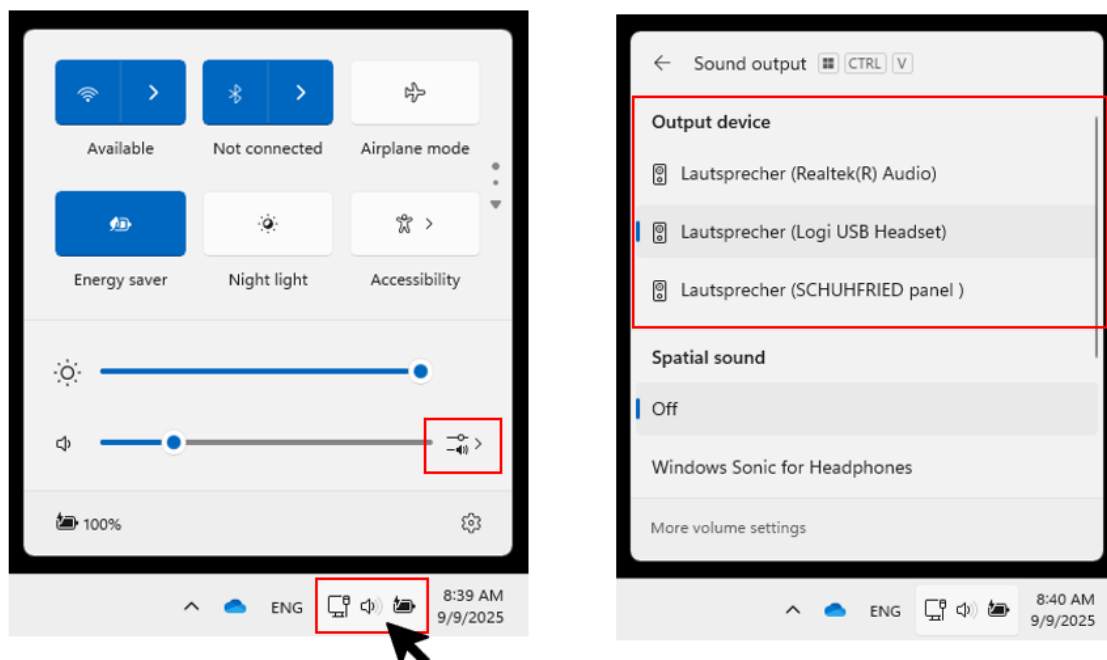 Available
Not connected
Airplane mode
Energy saver
Night light
Accessibility
100%
ENG
8:39 AM
9/9/2025
Sound output CTRL V
Output device
Lautsprecher (Realtek(R) Audio)
Lautsprecher (Logi USB Headset)
Lautsprecher (SCHUHFRIED panel )
Spatial sound
Off
Windows Sonic for Headphones
More volume settings
ENG
8:40 AM
9/9/2025